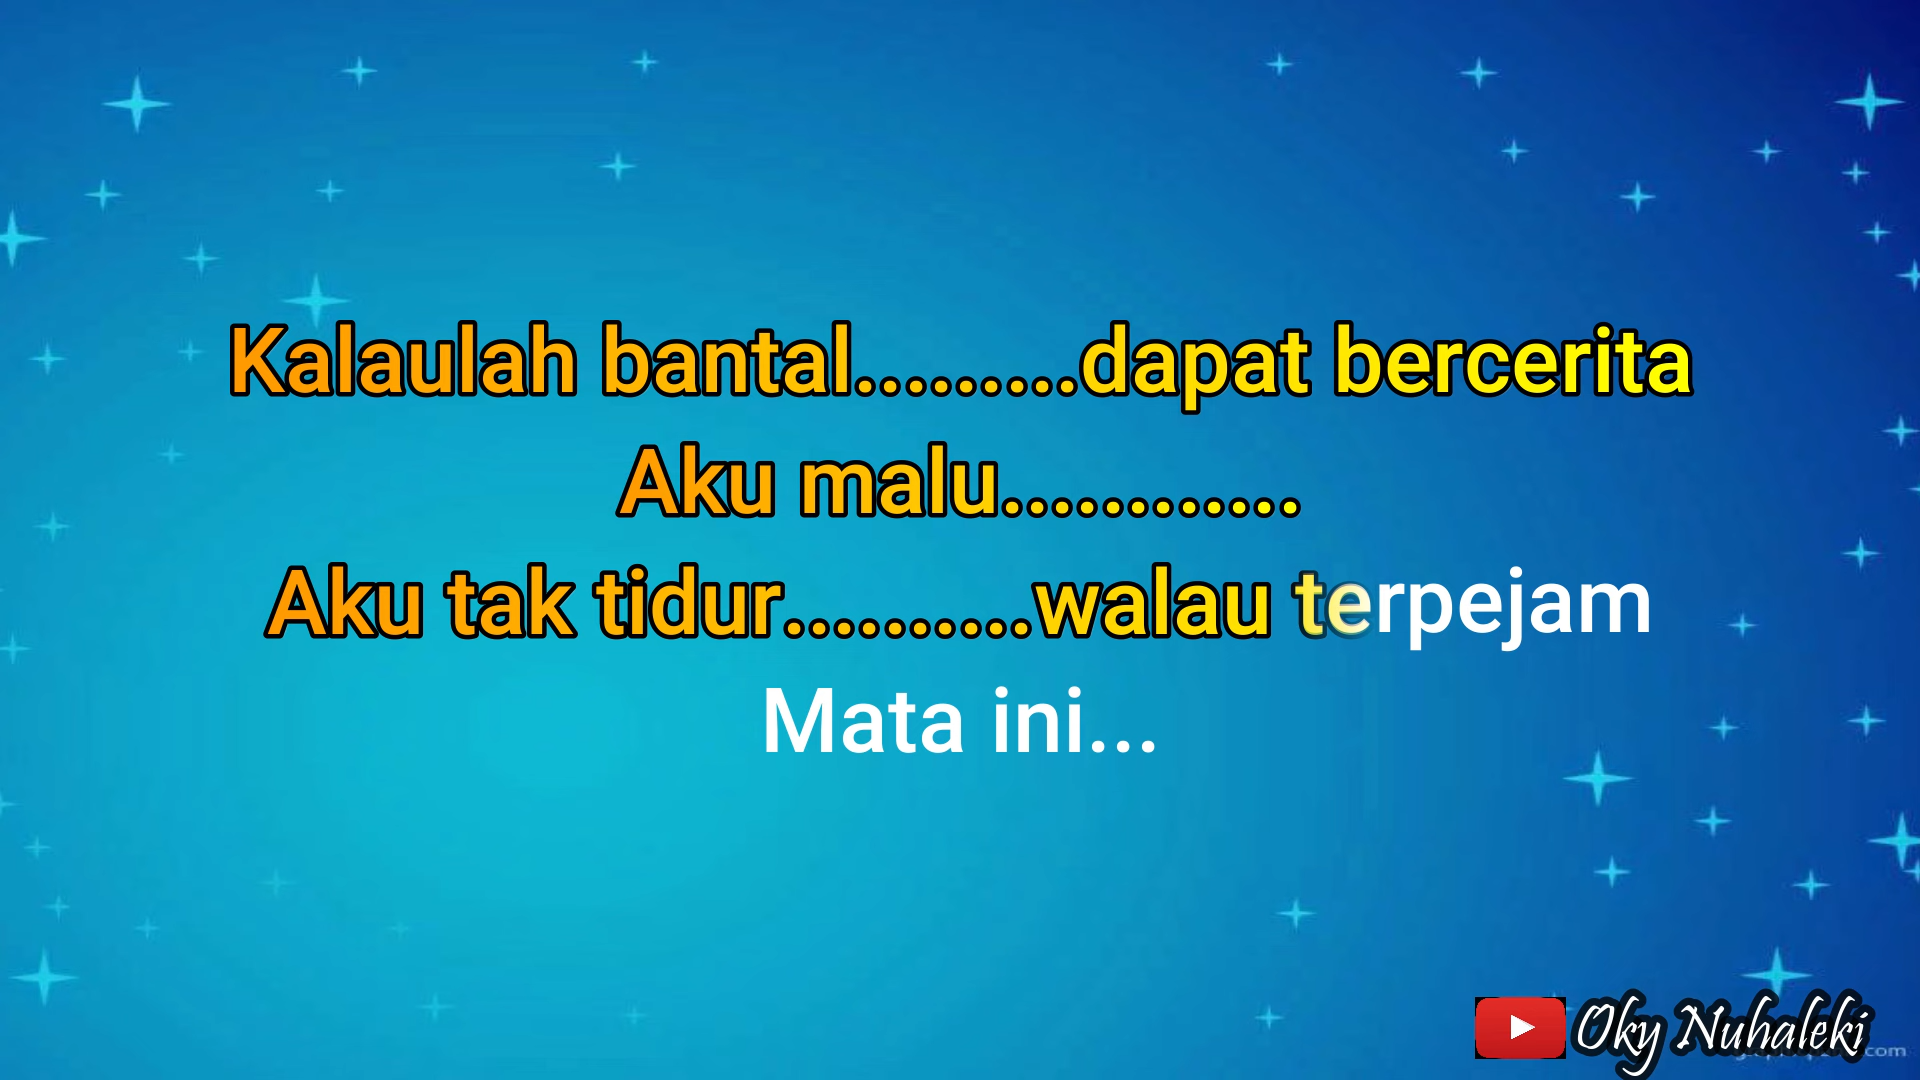 Kalaulah bantal.........dapat bercerita
Aku malu............
Aku tak tidur..........walau terpejam
Mata ini...
Oky Nuhaleki